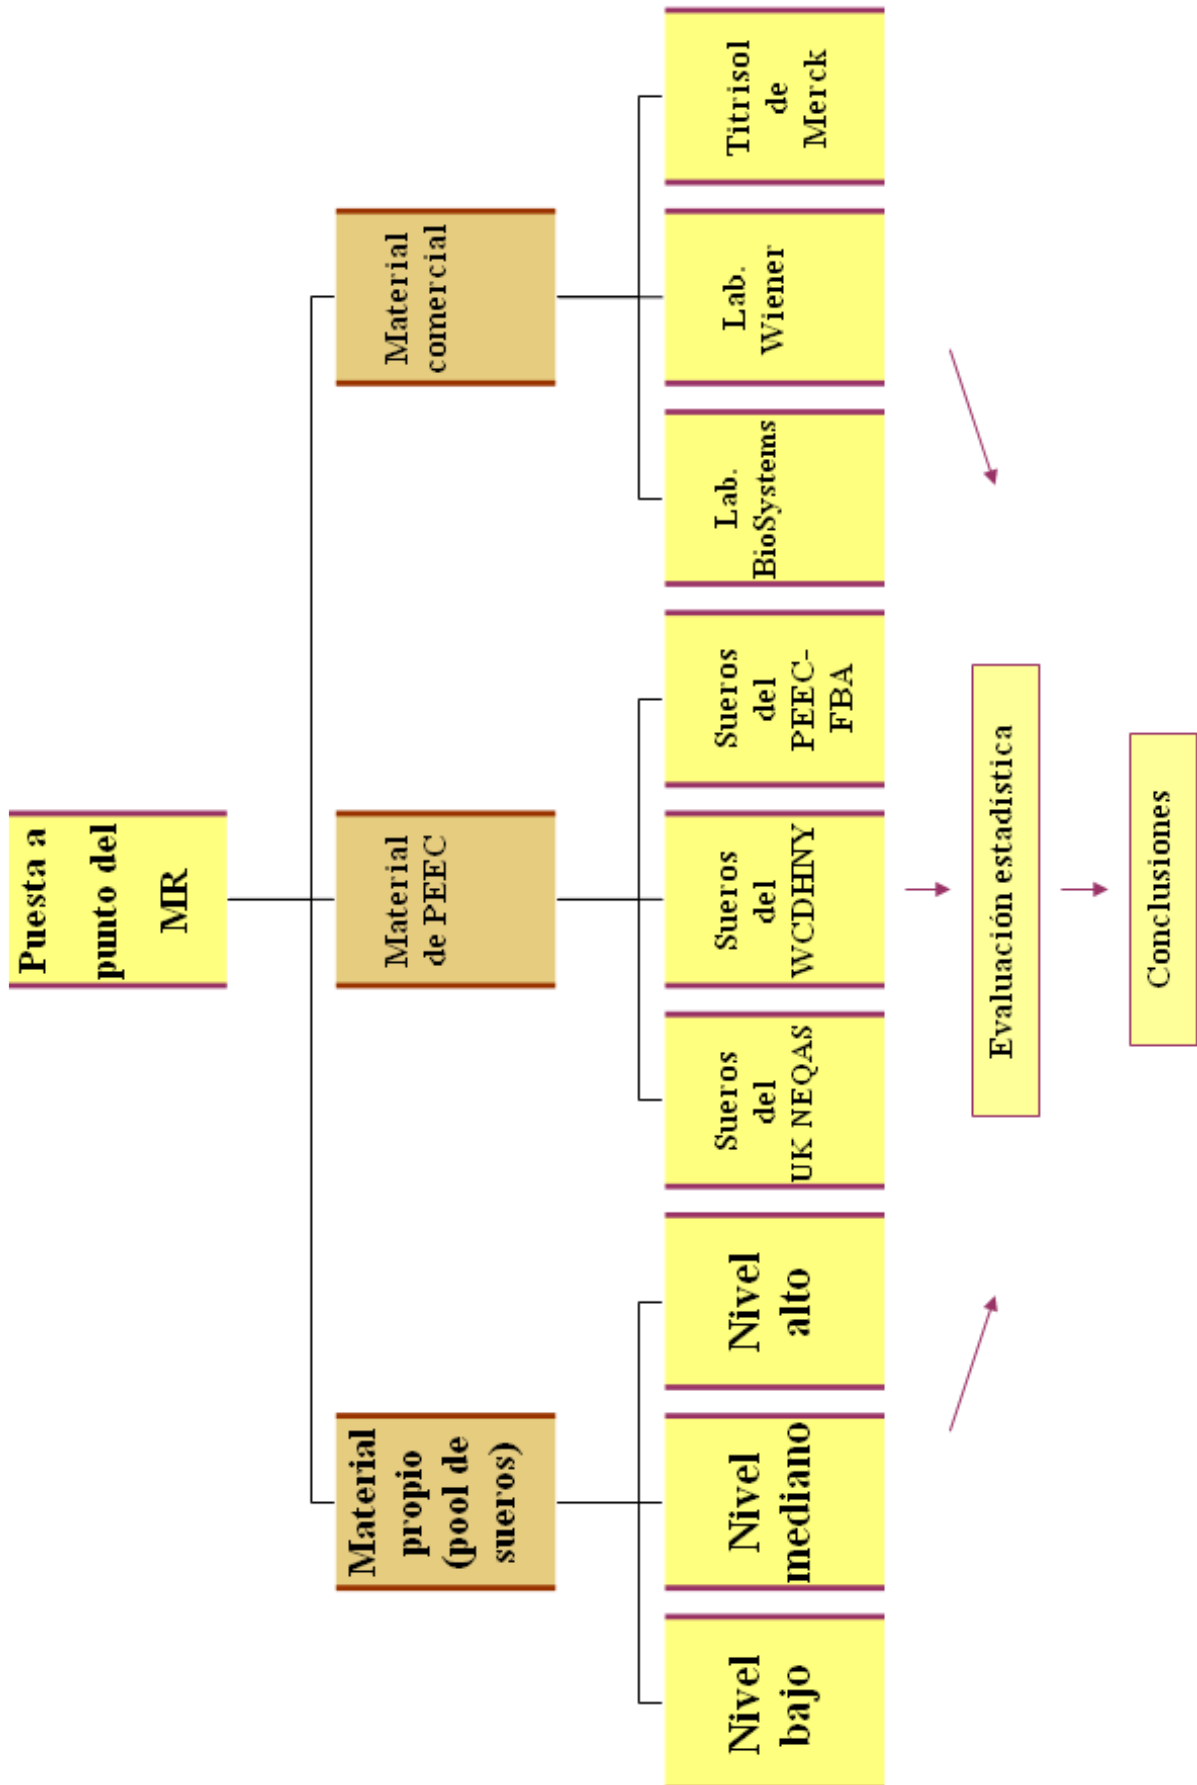 Puesta a
punto del
MR
Material
propio
(pool de
sueros)
Material
de PEEC
Material
comercial
Nivel
bajo
Nivel
mediano
Nivel
alto
Sueros
del
UK NEQAS
Sueros
del
WCDHNY
Sueros
del
PEEC-
FBA
Lab.
BioSystems
Lab.
Wiener
Titrisol
de
Merck
Evaluación estadística
Conclusiones